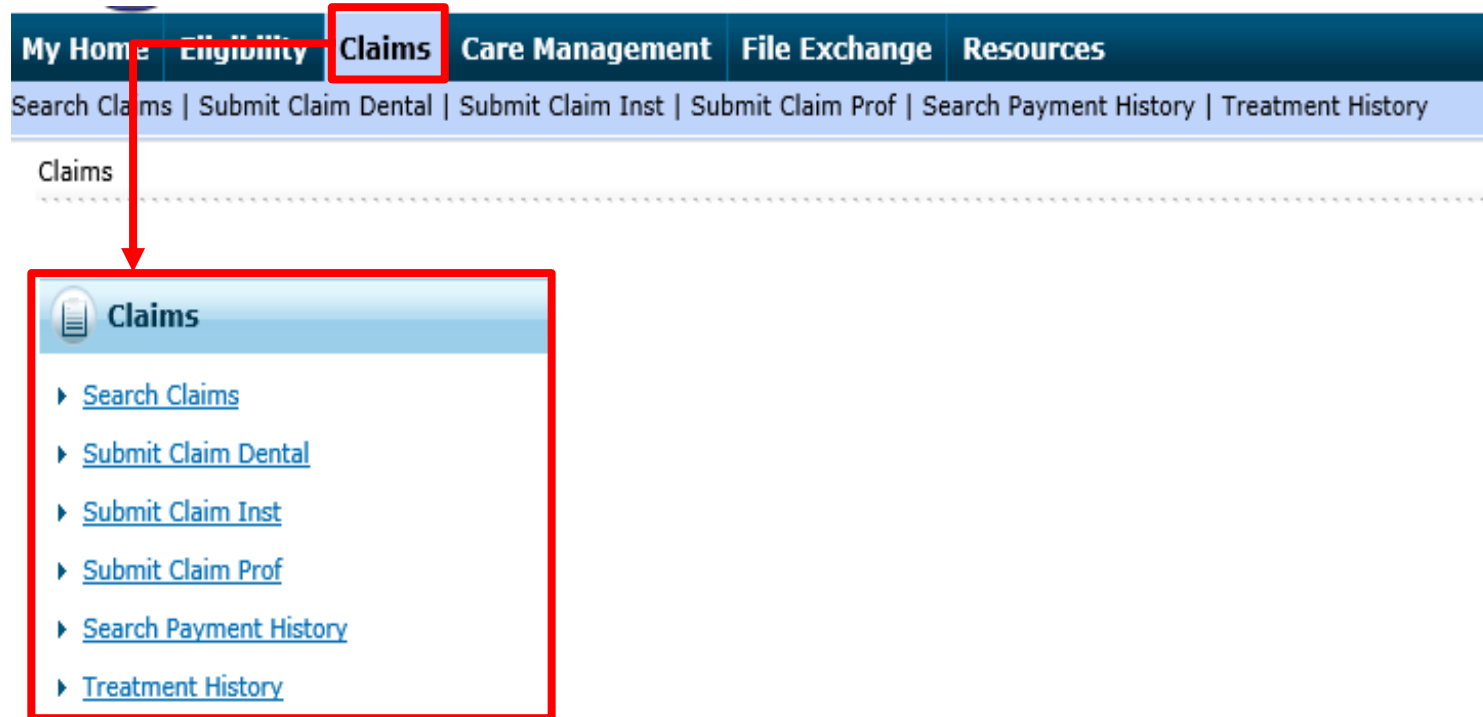 My Home Eligibility Claims Care Management File Exchange Resources
Search Claims | Submit Claim Dental | Submit Claim Inst | Submit Claim Prof | Search Payment History | Treatment History
Claims
Claims
Search Claims
Submit Claim Dental
Submit Claim Inst
Submit Claim Prof
Search Payment History
Treatment History